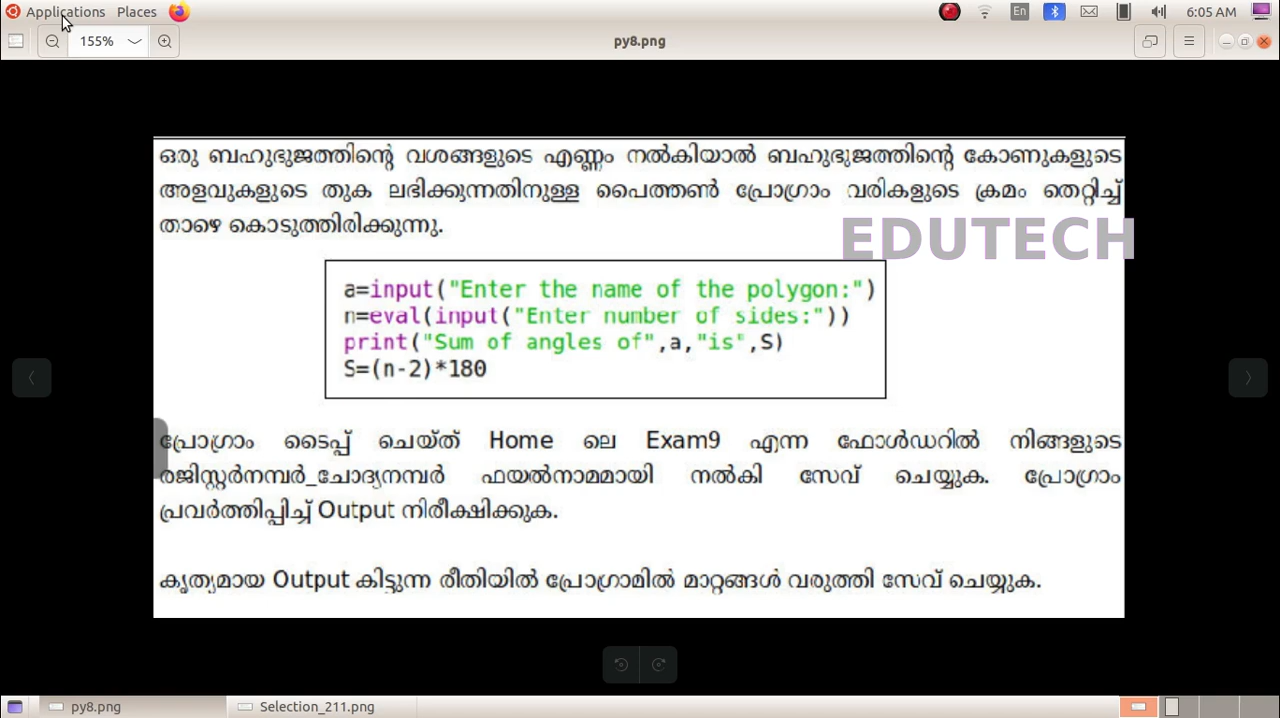 Applications Places En 6:05 AM
155% py8.png
ഒരു ബഹുഭുജത്തിന്റെ വശങ്ങളുടെ എണ്ണം നൽകിയാൽ ബഹുഭുജത്തിന്റെ കോണുകളുടെ
അളവുകളുടെ തുക ലഭിക്കുന്നതിനുള്ള പൈത്തൺ പ്രോഗ്രാം വരികളുടെ ക്രമം തെറ്റിച്ച്
താഴെ കൊടുത്തിരിക്കുന്നു.
EDUTECH
a=input("Enter the name of the polygon:")
n=eval(input("Enter number of sides:"))
print("Sum of angles of",a,"is",S)
S=(n-2)*180
പ്രോഗ്രാം ടൈപ്പ് ചെയ്ത് Home ലെ Exam9 എന്ന ഫോൾഡറിൽ നിങ്ങളുടെ
രജിസ്റ്റർനമ്പർ_ചോദ്യനമ്പർ ഫയൽനാമമായി നൽകി സേവ് ചെയ്യുക. പ്രോഗ്രാം
പ്രവർത്തിപ്പിച്ച് Output നിരീക്ഷിക്കുക.
കൃത്യമായ Output കിട്ടുന്ന രീതിയിൽ പ്രോഗ്രാമിൽ മാറ്റങ്ങൾ വരുത്തി സേവ് ചെയ്യുക.
py8.png Selection_211.png